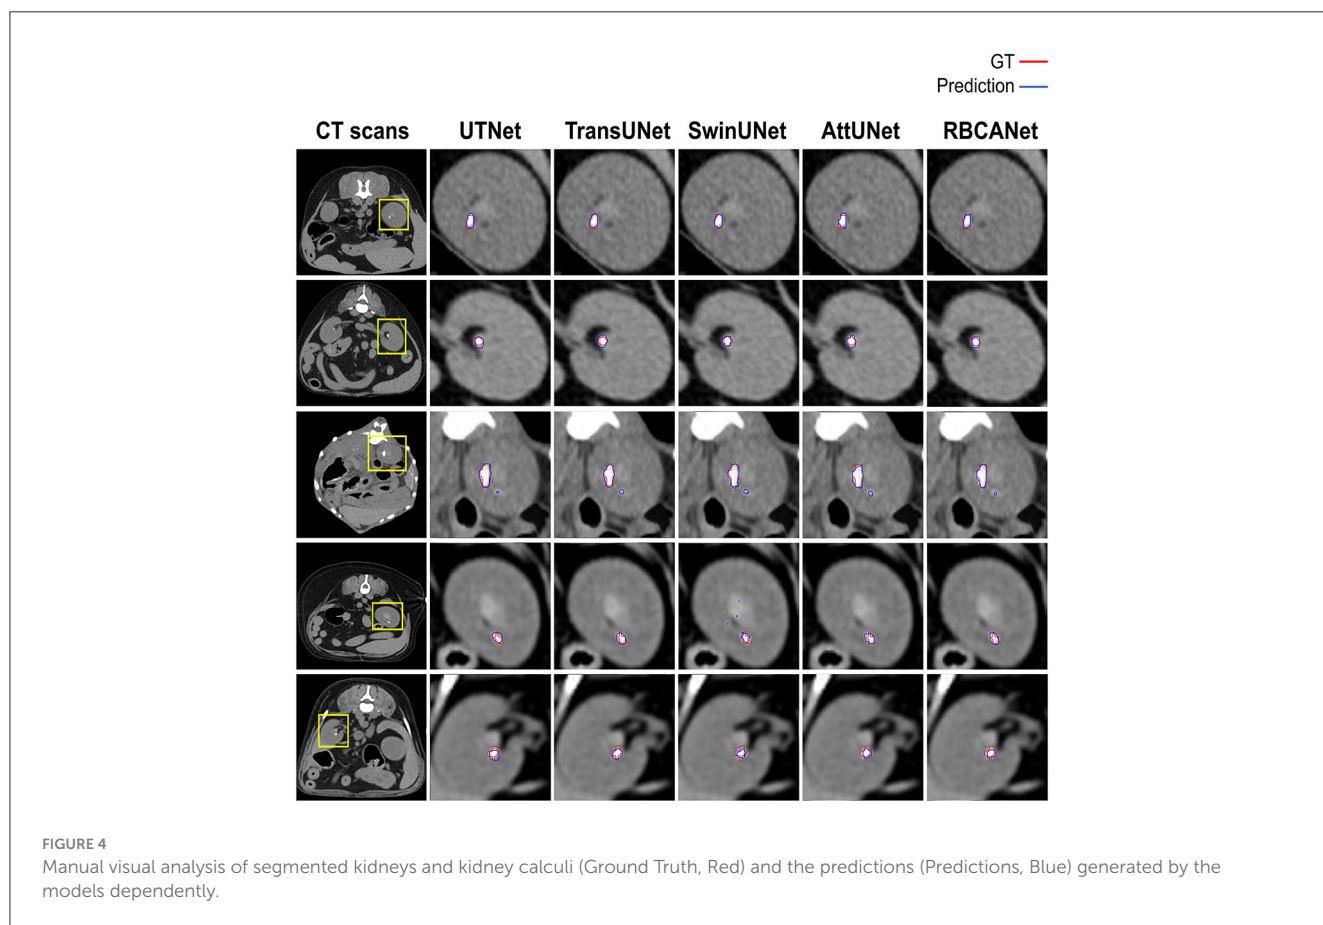 GT
Prediction
CT scans UTNet TransUNet SwinUNet AttUNet RBCANet
FIGURE 4
Manual visual analysis of segmented kidneys and kidney calculi (Ground Truth, Red) and the predictions (Predictions, Blue) generated by the
models dependently.